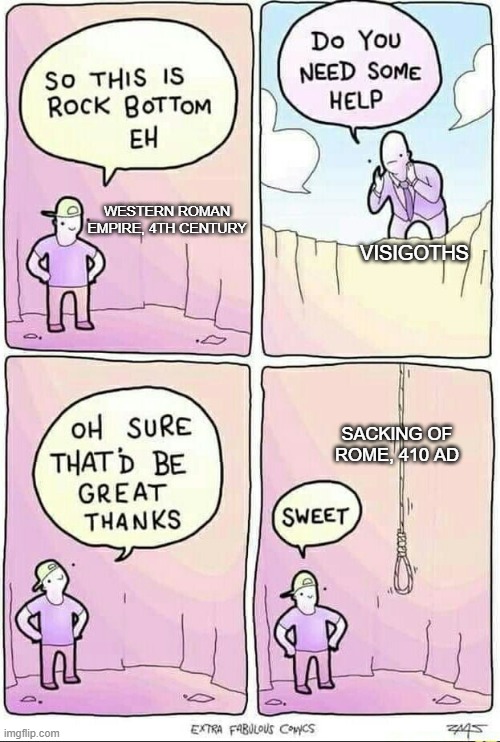 SO THIS IS
ROCK BOTTOM
EH
WESTERN ROMAN
EMPIRE, 4TH CENTURY
DO YOU
NEED SOME
HELP
VISIGOTHS
OH SURE
THAT'D BE
GREAT
THANKS
SACKING OF
ROME, 410 AD
SWEET
imgflip.com
EXTRA FABULOUS COMICS